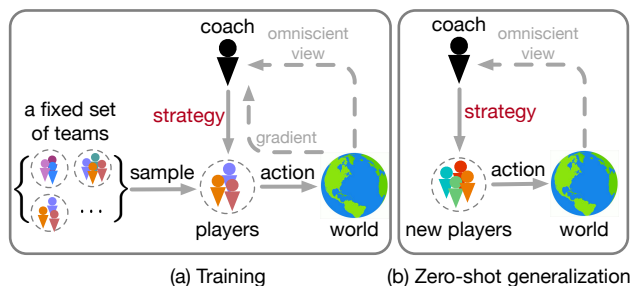 coach
omniscient
view
strategy
gradient
a fixed set
of teams
sample
action
...
players
world
(a) Training
coach
omniscient
view
strategy
action
new players
world
(b) Zero-shot generalization